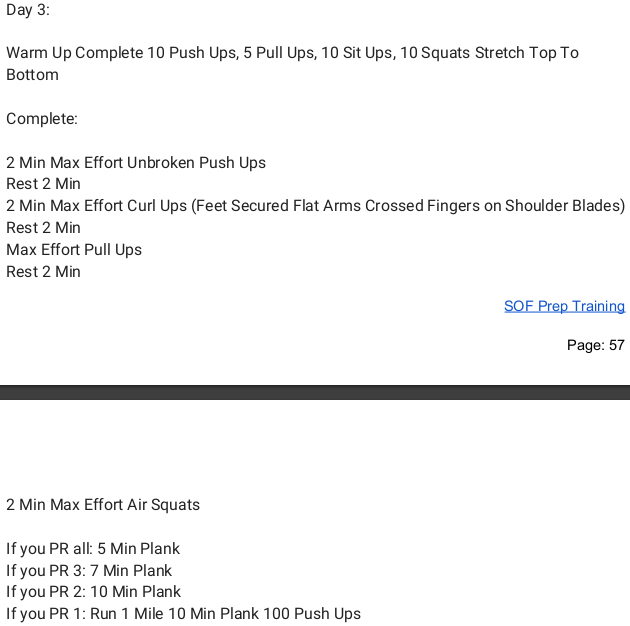 Day 3:
Warm Up Complete 10 Push Ups, 5 Pull Ups, 10 Sit Ups, 10 Squats Stretch Top To
Bottom
Complete:
2 Min Max Effort Unbroken Push Ups
Rest 2 Min
2 Min Max Effort Curl Ups (Feet Secured Flat Arms Crossed Fingers on Shoulder Blades)
Rest 2 Min
Max Effort Pull Ups
Rest 2 Min
SOF Prep Training
Page: 57
2 Min Max Effort Air Squats
If you PR all: 5 Min Plank
If you PR 3: 7 Min Plank
If you PR 2: 10 Min Plank
If you PR 1: Run 1 Mile 10 Min Plank 100 Push Ups